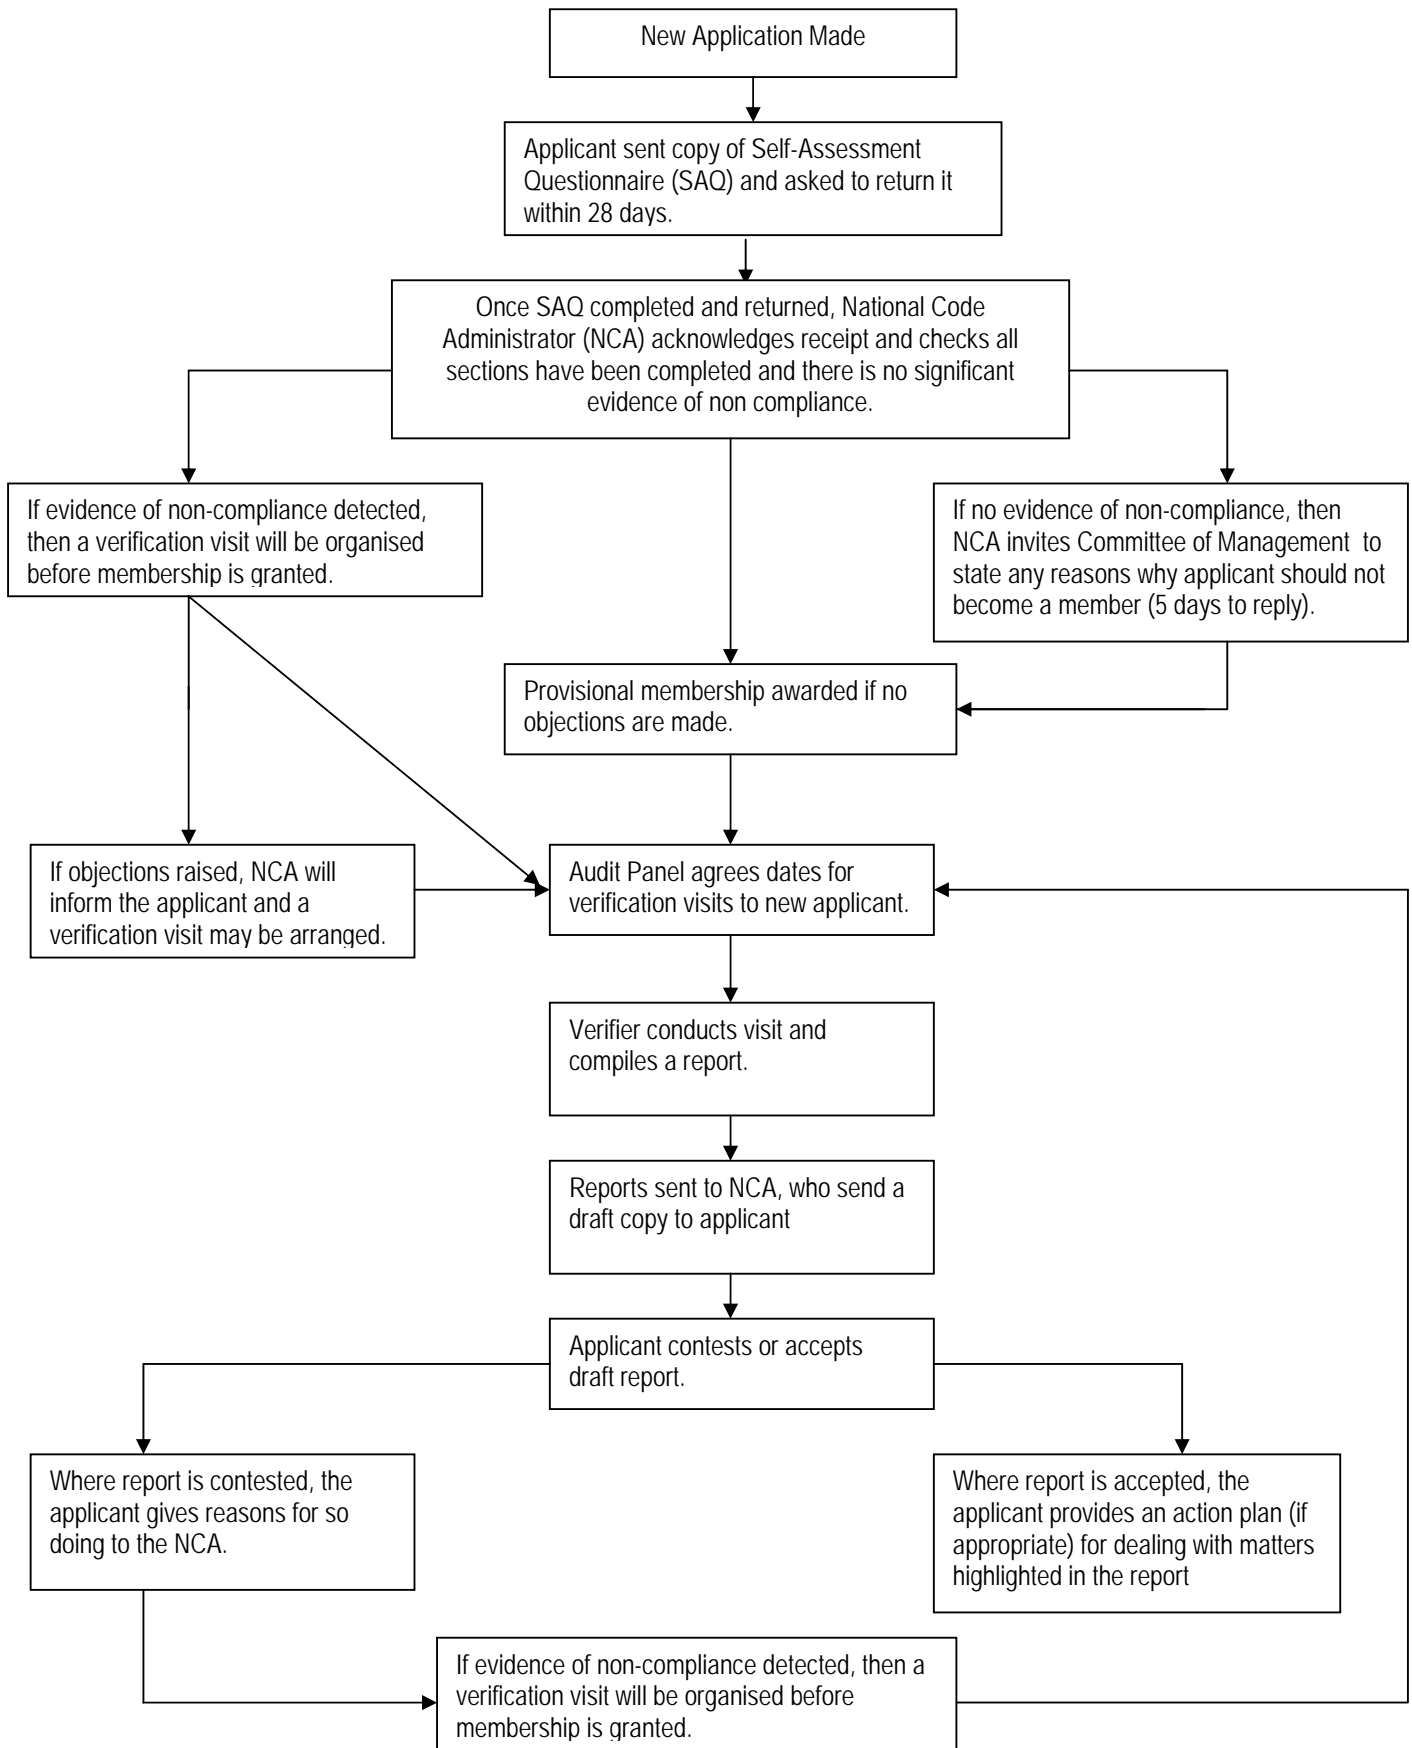 New Application Made
Applicant sent copy of Self-Assessment
Questionnaire (SAQ) and asked to return it
within 28 days.
Once SAQ completed and returned, National Code
Administrator (NCA) acknowledges receipt and checks all
sections have been completed and there is no significant
evidence of non compliance.
If evidence of non-compliance detected,
then a verification visit will be organised
before membership is granted.
If no evidence of non-compliance, then
NCA invites Committee of Management to
state any reasons why applicant should not
become a member (5 days to reply).
Provisional membership awarded if no
objections are made.
If objections raised, NCA will
inform the applicant and a
verification visit may be arranged.
Audit Panel agrees dates for
verification visits to new applicant.
Verifier conducts visit and
compiles a report.
Reports sent to NCA, who send a
draft copy to applicant
Applicant contests or accepts
draft report.
Where report is contested, the
applicant gives reasons for so
doing to the NCA.
Where report is accepted, the
applicant provides an action plan (if
appropriate) for dealing with matters
highlighted in the report
If evidence of non-compliance detected, then a
verification visit will be organised before
membership is granted.